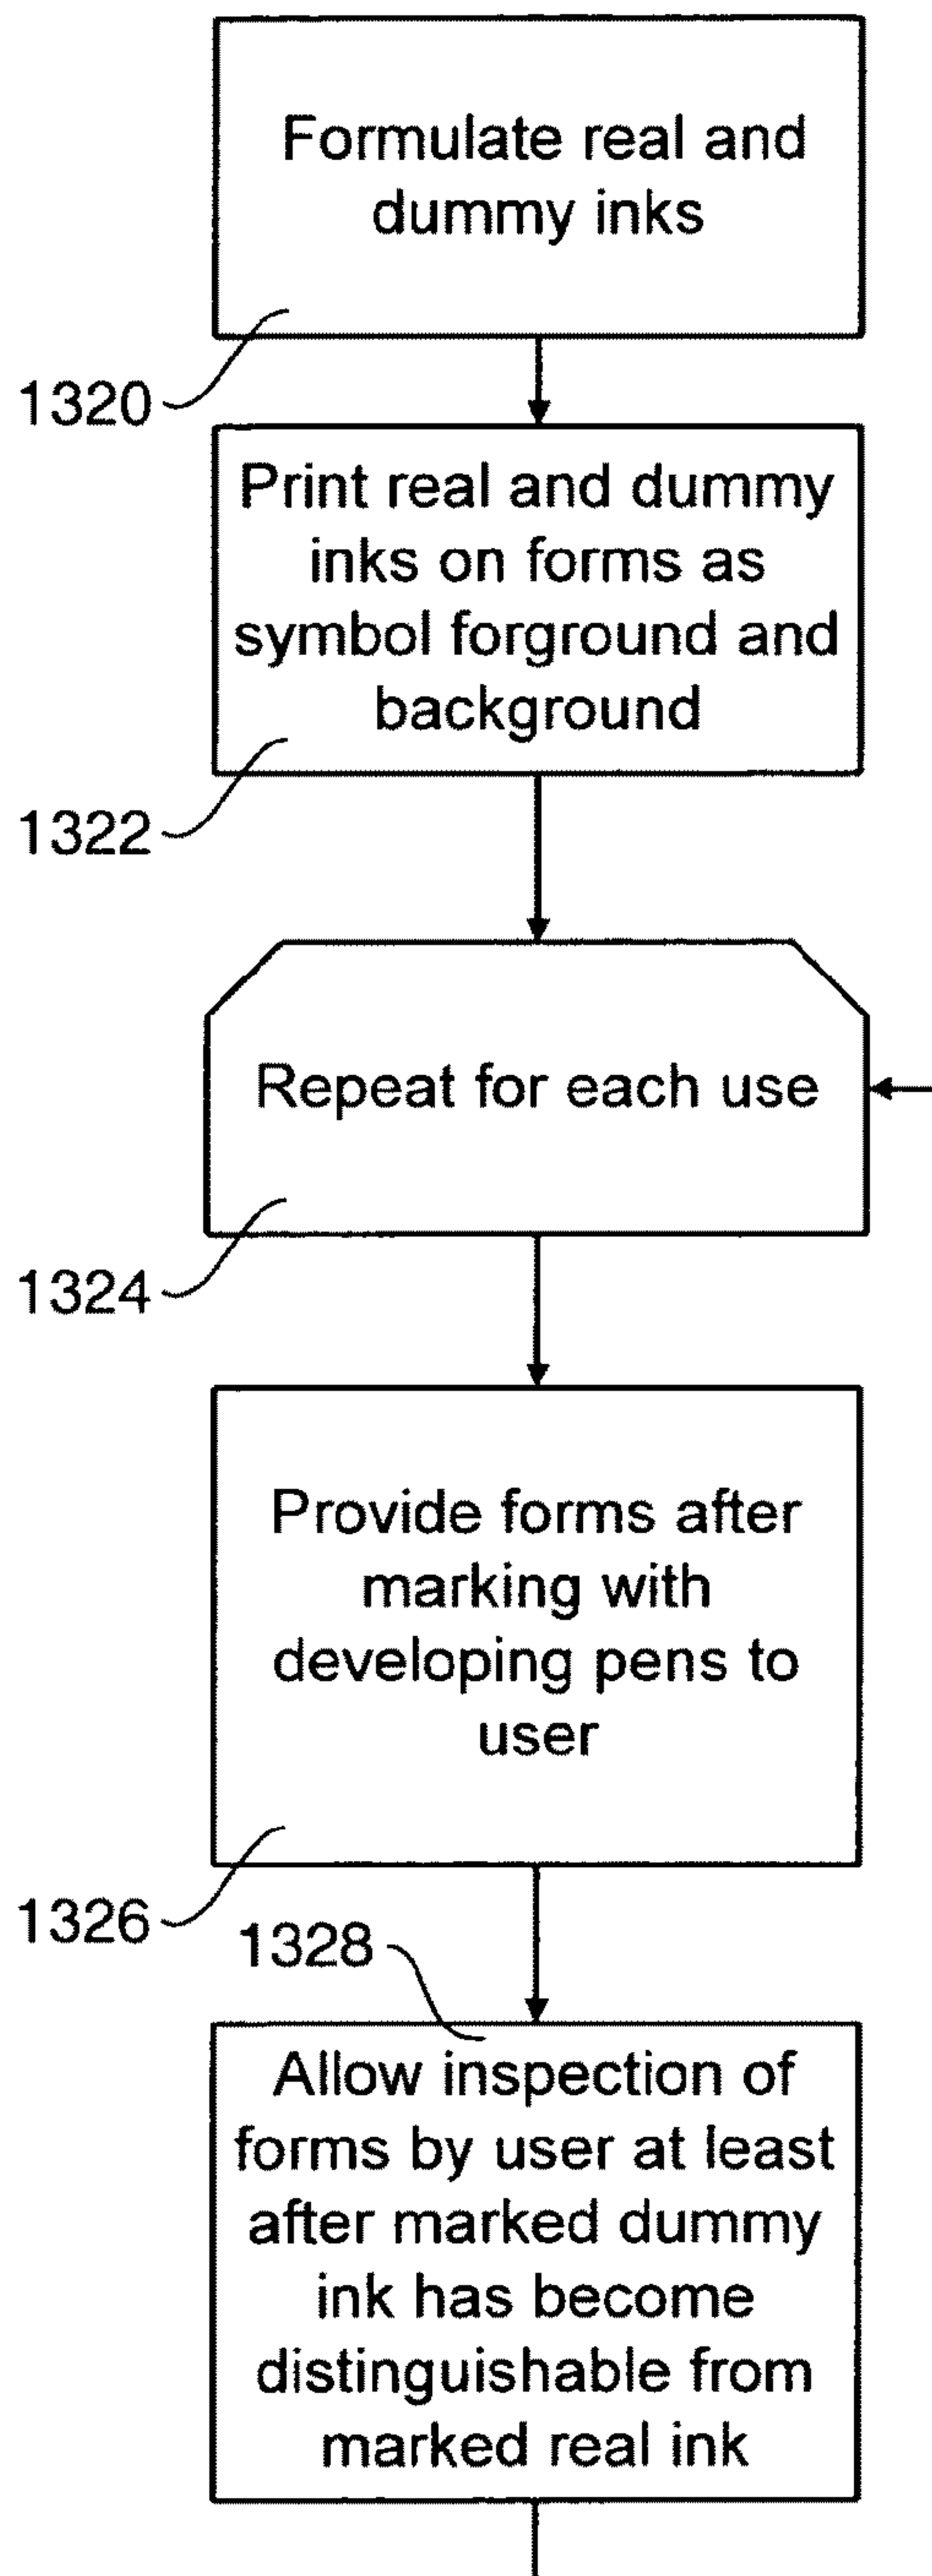 Formulate real and
dummy inks
1320
Print real and dummy
inks on forms as
symbol forground and
background
1322
Repeat for each use
1324
Provide forms after
marking with
developing pens to
user
1326
1328
Allow inspection of
forms by user at least
after marked dummy
ink has become
distinguishable from
marked real ink